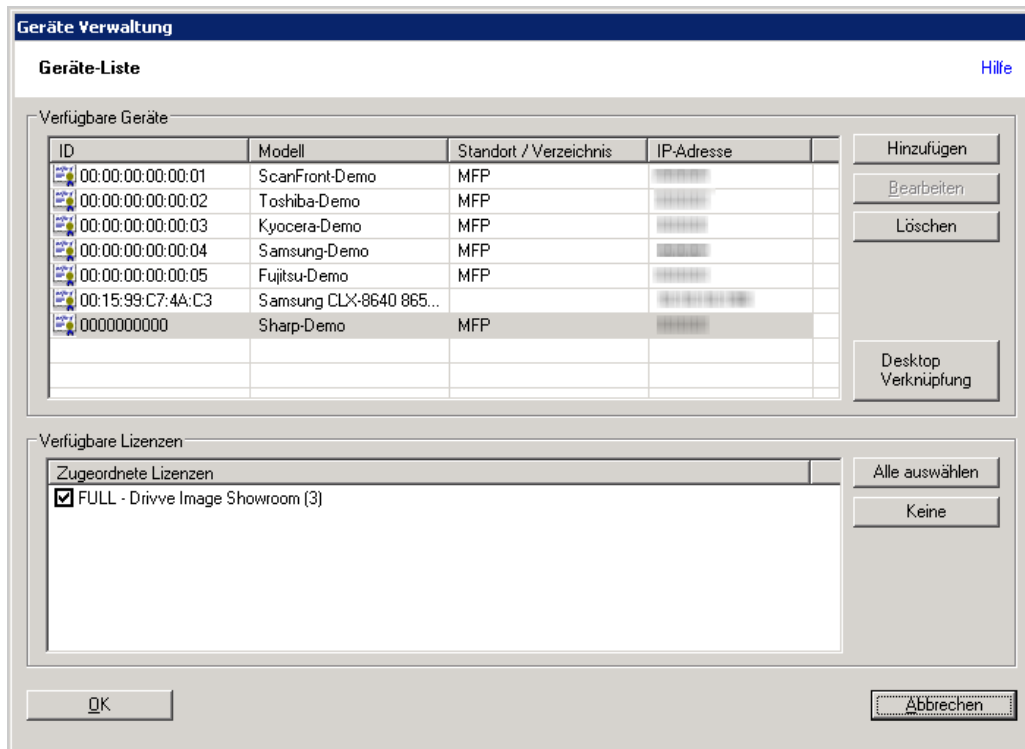 Geräte Verwaltung
Geräte-Liste
Hilfe
Verfügbare Geräte
ID Modell Standort / Verzeichnis IP-Adresse
00:00:00:00:00:01 ScanFront-Demo MFP
00:00:00:00:00:02 Toshiba-Demo MFP
00:00:00:00:00:03 Kyocera-Demo MFP
00:00:00:00:00:04 Samsung-Demo MFP
00:00:00:00:00:05 Fujitsu-Demo MFP
00:15:99:C7:4A:C3 Samsung CLX-8640 865...
0000000000 Sharp-Demo MFP
Hinzufügen
Bearbeiten
Löschen
Desktop
Verknüpfung
Verfügbare Lizenzen
Zugeordnete Lizenzen
FULL - Drivve Image Showroom (3)
Alle auswählen
Keine
OK
Abbrechen